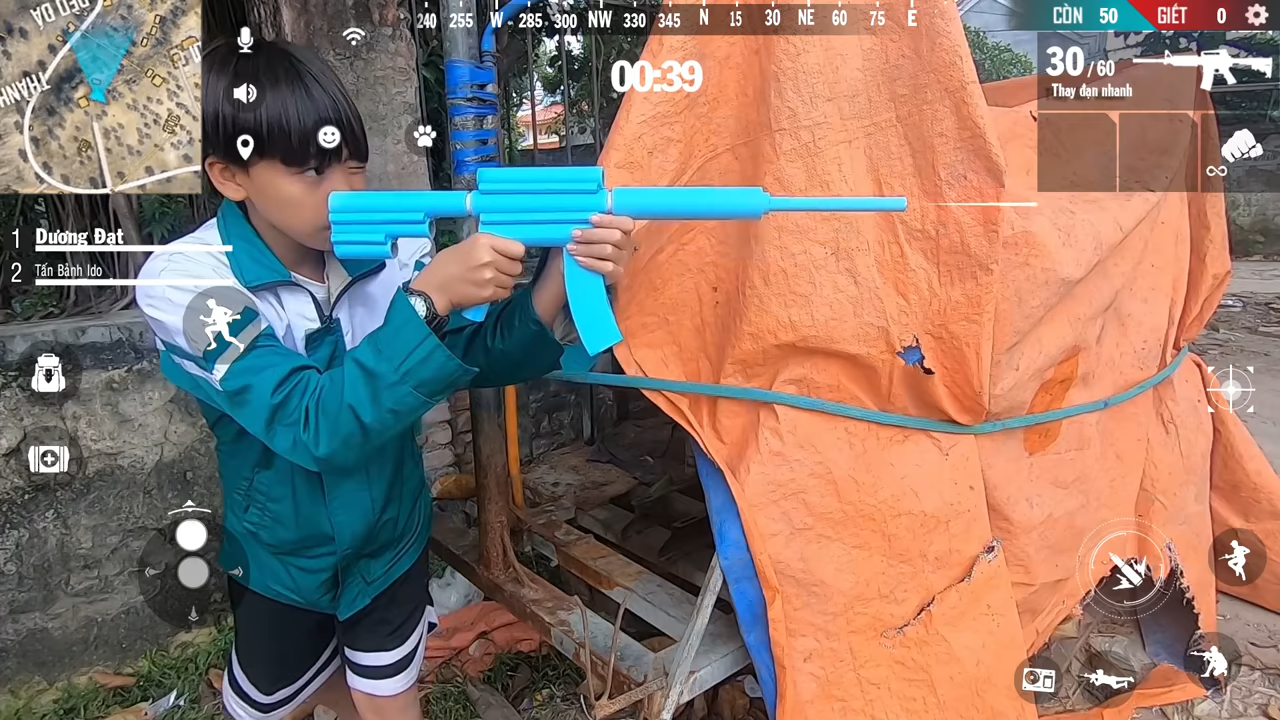 240 255 W 285 300 NW 330 345 N 15 30 NE 60 75 E
CÒN 50 GIẾT 0
00:39
30 / 60
Thay đạn nhanh
∞
1 Dương Đạt
2 Tấn Bảnh Ido